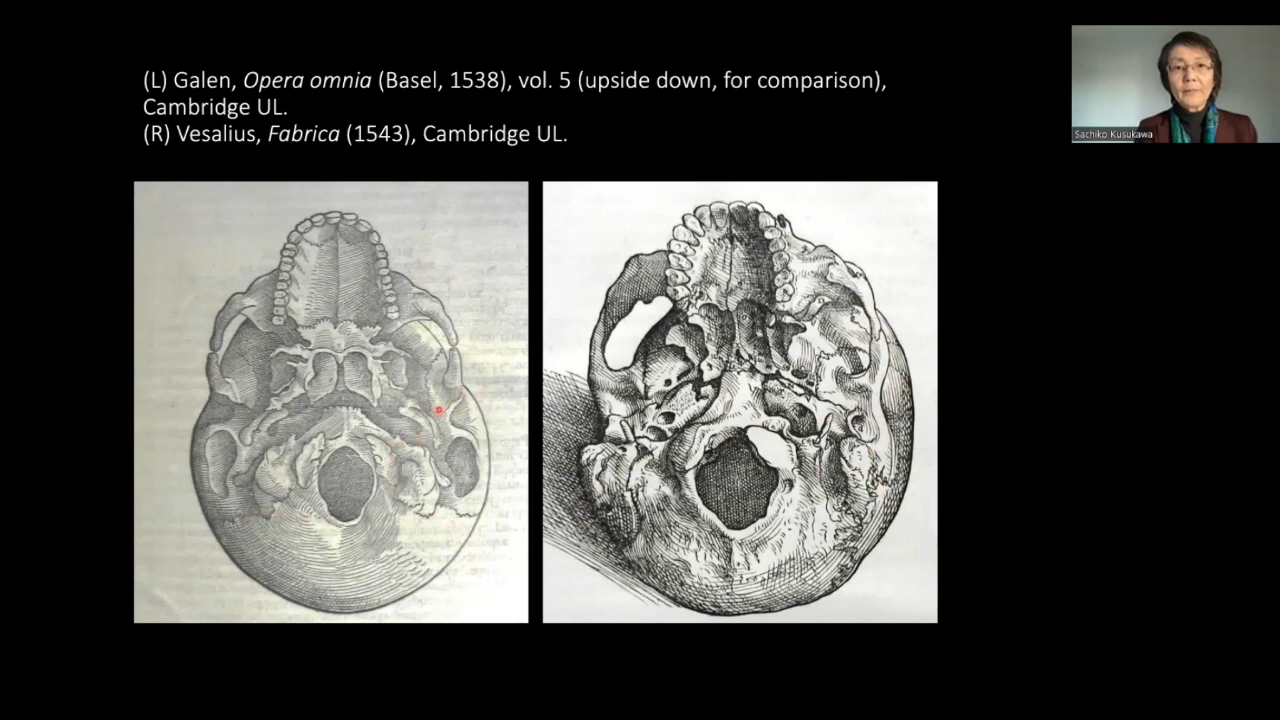 (L) Galen, Opera omnia (Basel, 1538), vol. 5 (upside down, for comparison),
Cambridge UL.
(R) Vesalius, Fabrica (1543), Cambridge UL.
Sachiko Kusukawa